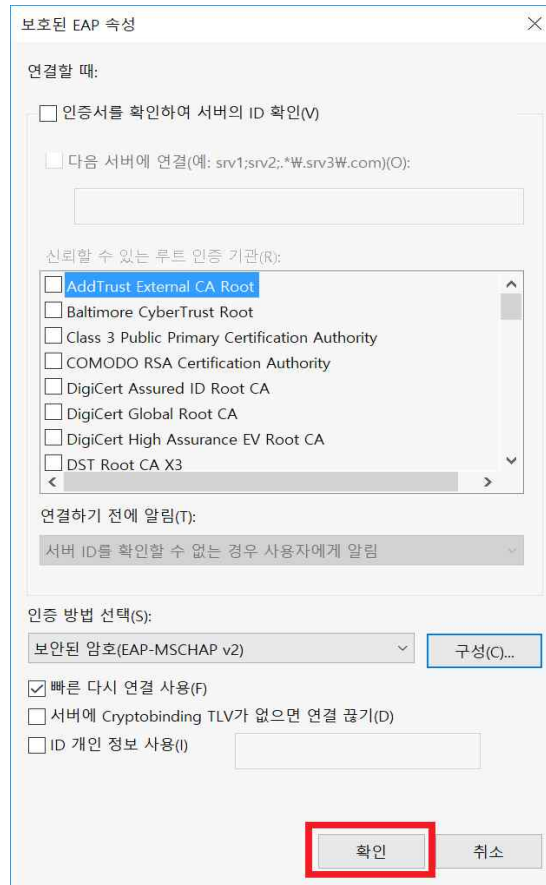 보호된 EAP 속성
연결할 때:
인증서를 확인하여 서버의 ID 확인(V)
다음 서버에 연결(예: srv1;srv2;.*₩.srv3₩.com)(O):
신뢰할 수 있는 루트 인증 기관(R):
AddTrust External CA Root
Baltimore CyberTrust Root
Class 3 Public Primary Certification Authority
COMODO RSA Certification Authority
DigiCert Assured ID Root CA
DigiCert Global Root CA
DigiCert High Assurance EV Root CA
DST Root CA X3
연결하기 전에 알림(T):
서버 ID를 확인할 수 없는 경우 사용자에게 알림
인증 방법 선택(S):
보안된 암호(EAP-MSCHAP v2)
구성(C)...
빠른 다시 연결 사용(F)
서버에 Cryptobinding TLV가 없으면 연결 끊기(D)
ID 개인 정보 사용(I)
확인
취소